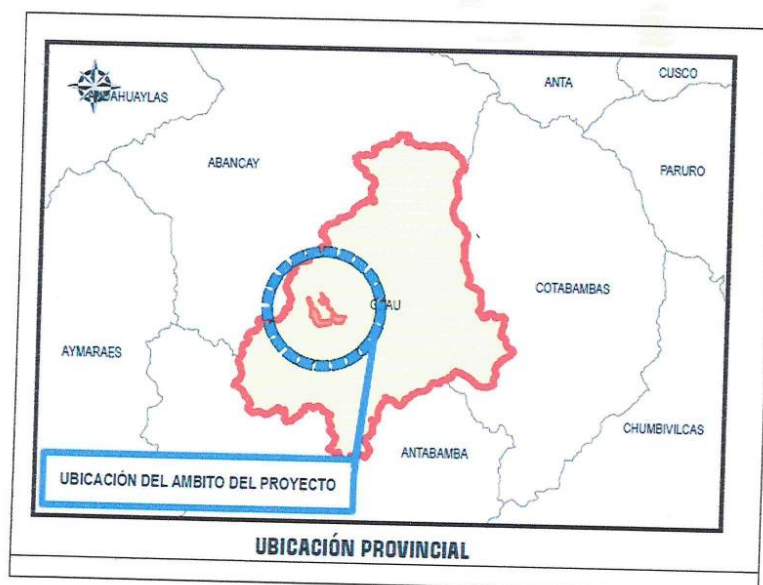 ANTA
CUSCO
ABANCAY
PARURO
COTABAMBAS
AYMARAES
CHUMBIVILCAS
ANTABAMBA
UBICACIÓN DEL AMBITO DEL PROYECTO
UBICACIÓN PROVINCIAL